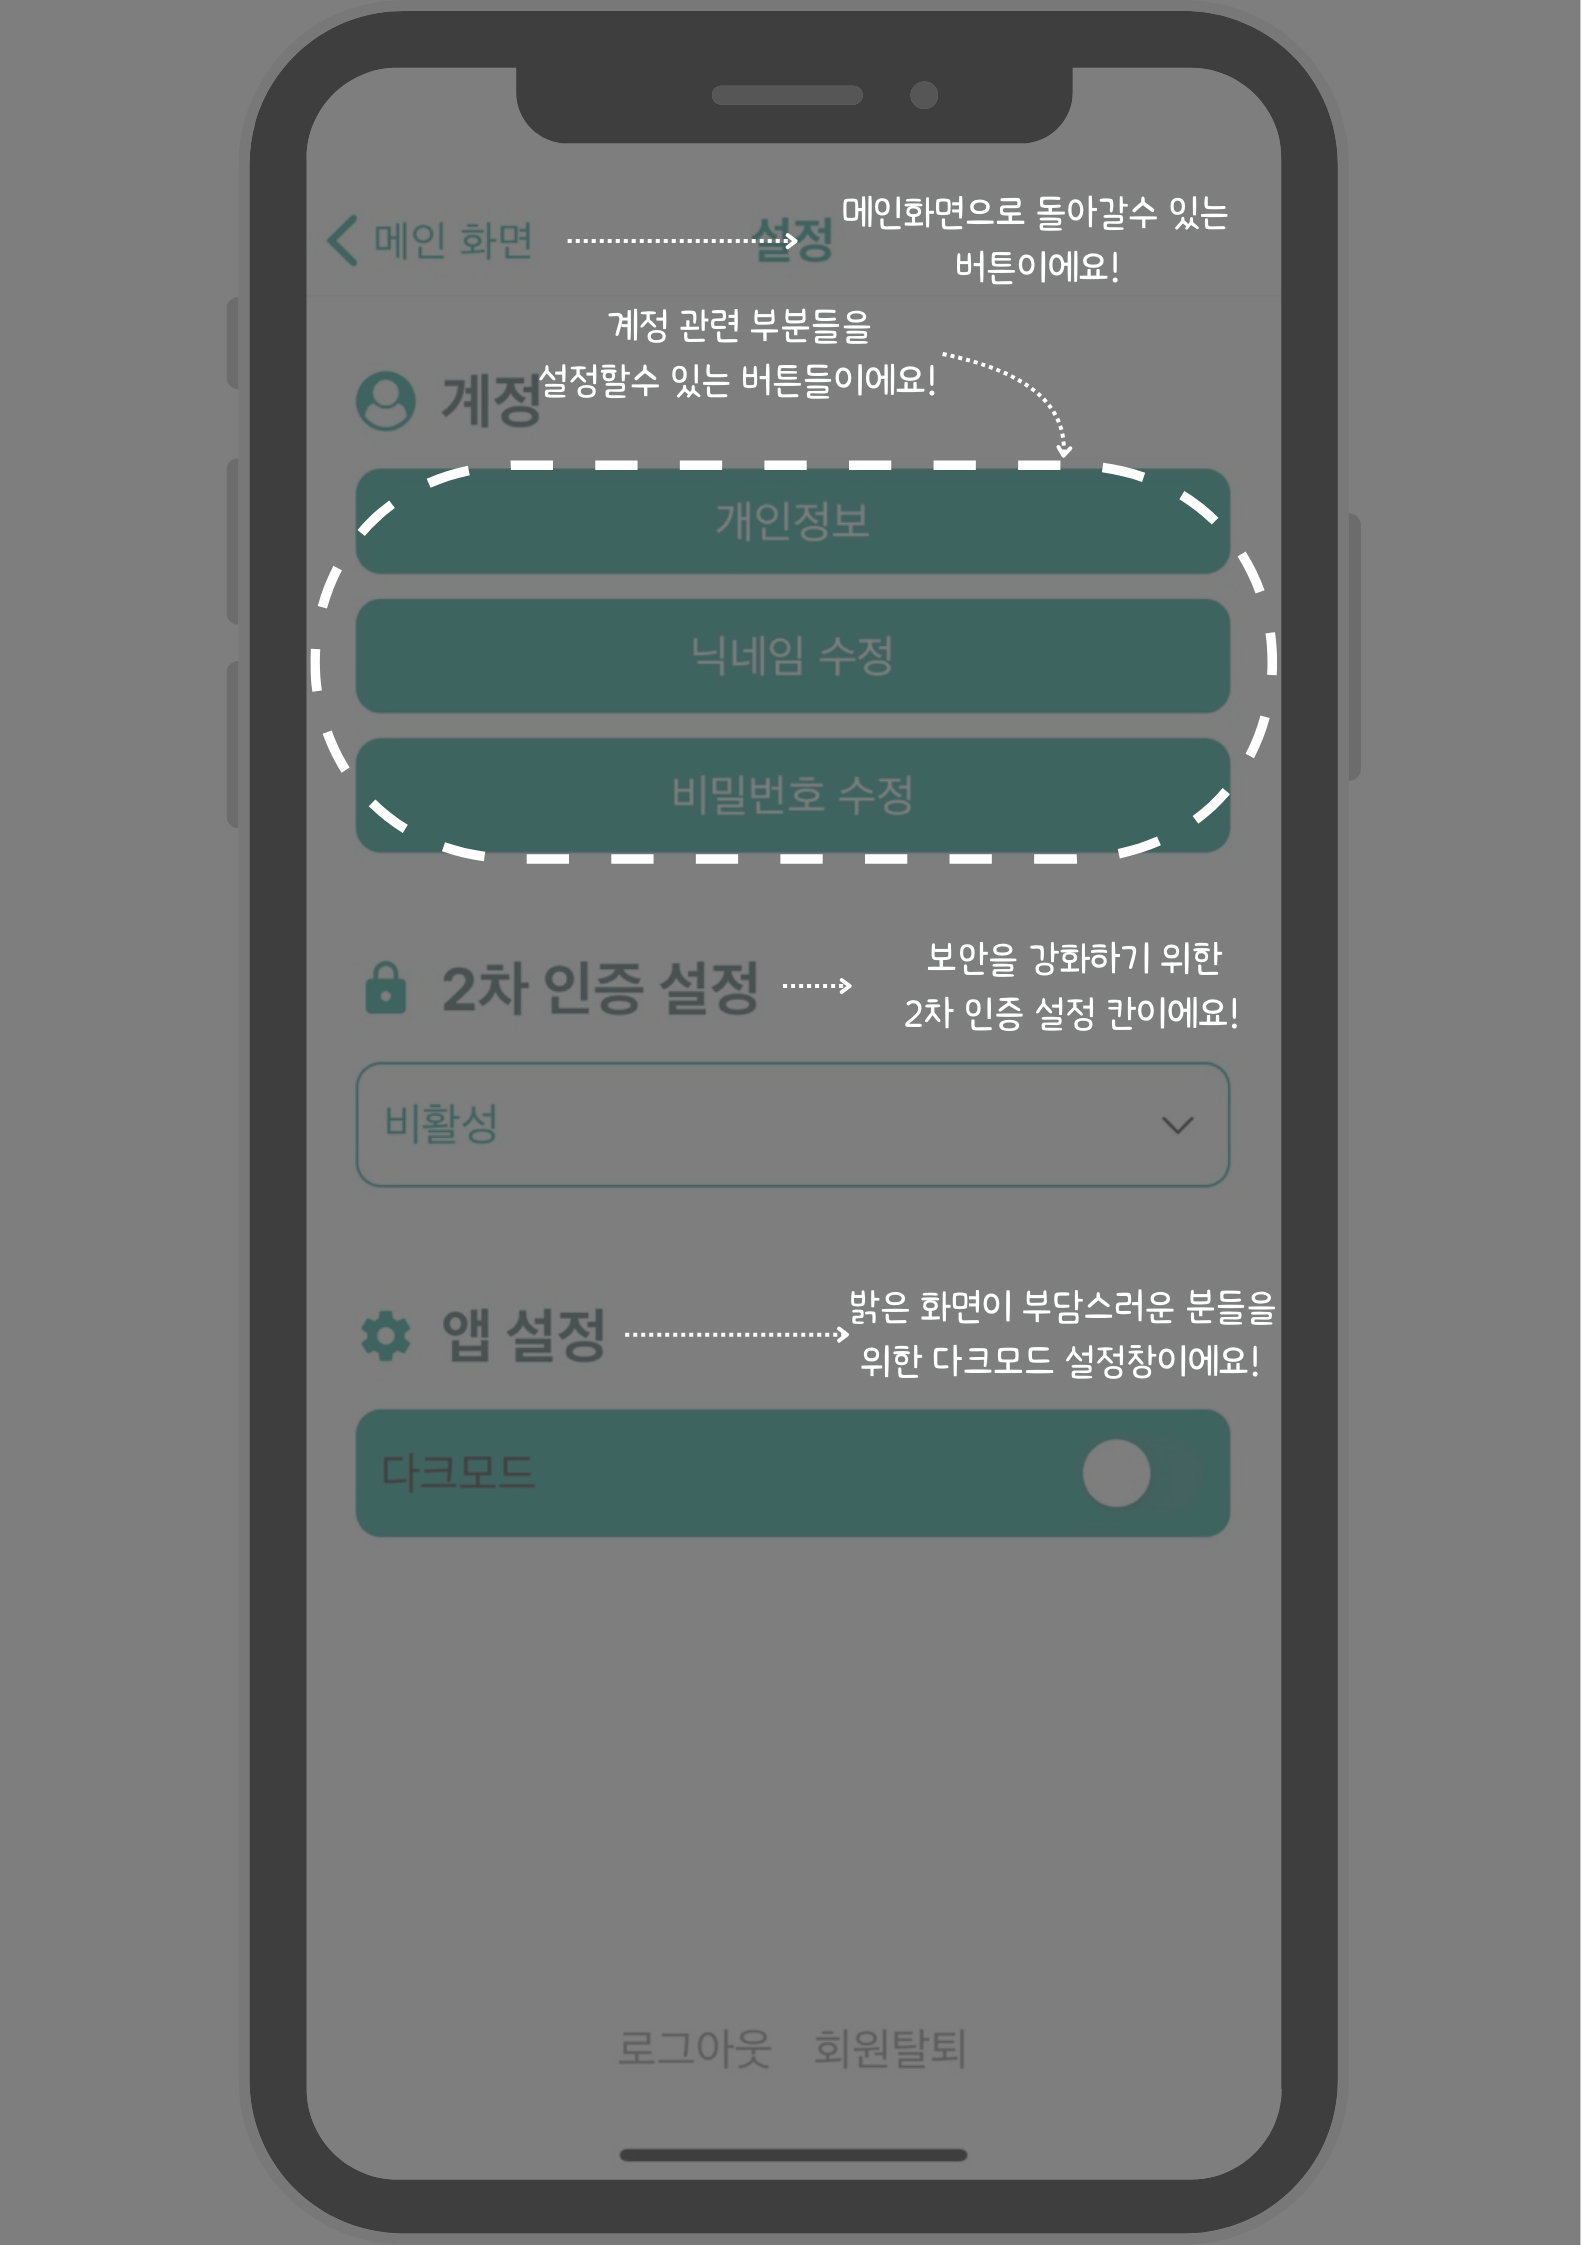 메인 화면
설정
메인화면으로 돌아갈수 있는
버튼이에요!
계정 관련 부분들을
설정할수 있는 버튼들이에요!
계정
개인정보
닉네임 수정
비밀번호 수정
2차 인증 설정
보안을 강화하기 위한
2차 인증 설정 칸이에요!
비활성
앱 설정
밝은 화면이 부담스러운 분들을
위한 다크모드 설정창이에요!
다크모드
로그아웃 회원탈퇴